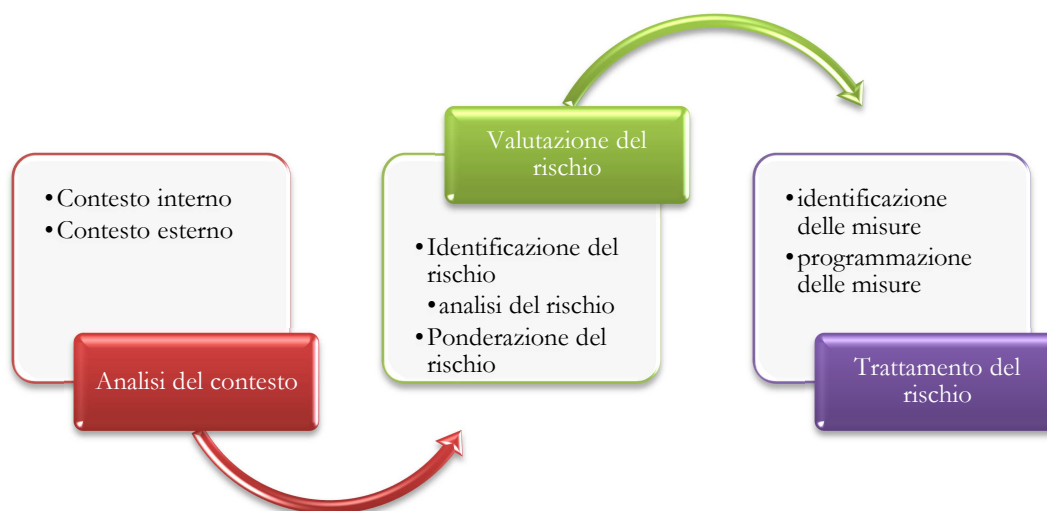 •Contesto interno
•Contesto esterno
Analisi del contesto
Valutazione del
rischio
•Identificazione del
rischio
•analisi del rischio
•Ponderazione del
rischio
•identificazione
delle misure
•programmazione
delle misure
Trattamento del
rischio